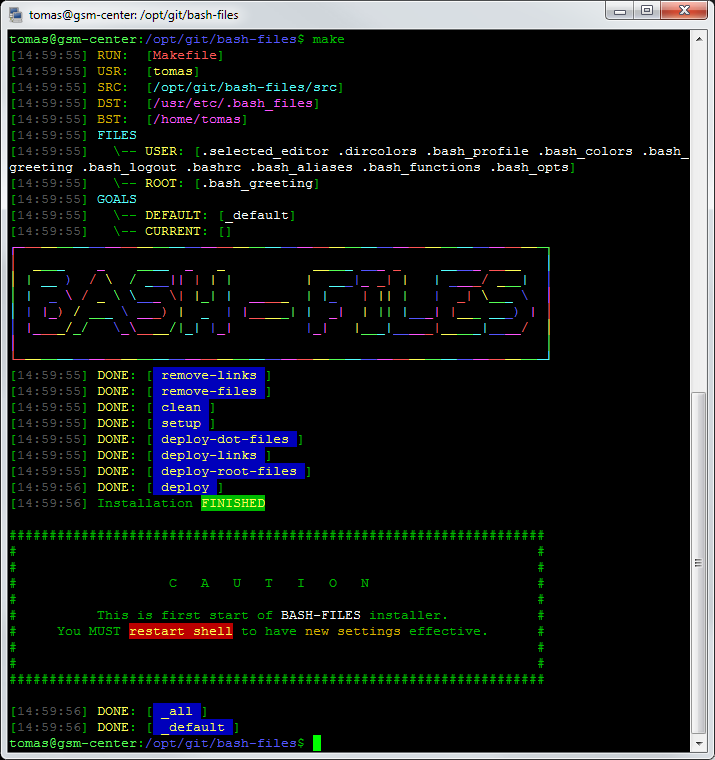 tomas@gsm-center: /opt/git/bash-files
tomas@gsm-center:/opt/git/bash-files$ make
[14:59:55] RUN:  [Makefile]
[14:59:55] USR:  [tomas]
[14:59:55] SRC:  [/opt/git/bash-files/src]
[14:59:55] DST:  [/usr/etc/.bash_files]
[14:59:55] BST:  [/home/tomas]
[14:59:55] FILES
[14:59:55]   \-- USER: [.selected_editor .dircolors .bash_profile .bash_colors .bash_
greeting .bash_logout .bashrc .bash_aliases .bash_functions .bash_opts]
[14:59:55]   \-- ROOT: [.bash_greeting]
[14:59:55] GOALS
[14:59:55]   \-- DEFAULT: [_default]
[14:59:55]   \-- CURRENT: []
BASH - FILES
[14:59:55] DONE: [ remove-links ]
[14:59:55] DONE: [ remove-files ]
[14:59:55] DONE: [ clean ]
[14:59:55] DONE: [ setup ]
[14:59:55] DONE: [ deploy-dot-files ]
[14:59:55] DONE: [ deploy-links ]
[14:59:55] DONE: [ deploy-root-files ]
[14:59:56] DONE: [ deploy ]
[14:59:56] Installation FINISHED
###################################################################
#                                                                 #
#                                                                 #
#                   C   A   U   T   I   O   N                     #
#                                                                 #
#          This is first start of BASH-FILES installer.           #
#     You MUST restart shell to have new settings effective.      #
#                                                                 #
#                                                                 #
###################################################################
[14:59:56] DONE: [ _all ]
[14:59:56] DONE: [ _default ]
tomas@gsm-center:/opt/git/bash-files$